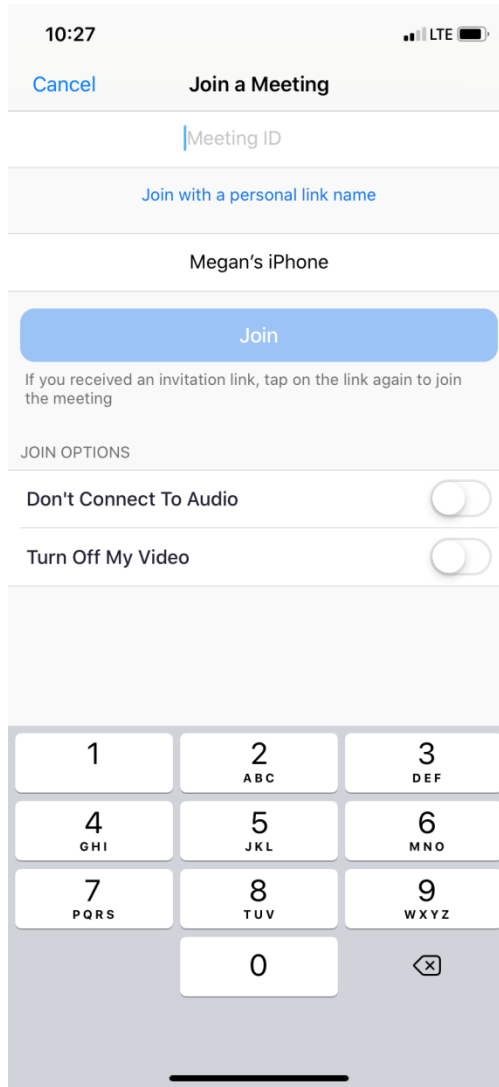 10:27
LTE
Cancel
Join a Meeting
Meeting ID
Join with a personal link name
Megan’s iPhone
Join
If you received an invitation link, tap on the link again to join
the meeting
JOIN OPTIONS
Don't Connect To Audio
Turn Off My Video
1
2
ABC
3
DEF
4
GHI
5
JKL
6
MNO
7
PQRS
8
TUV
9
WXYZ
0